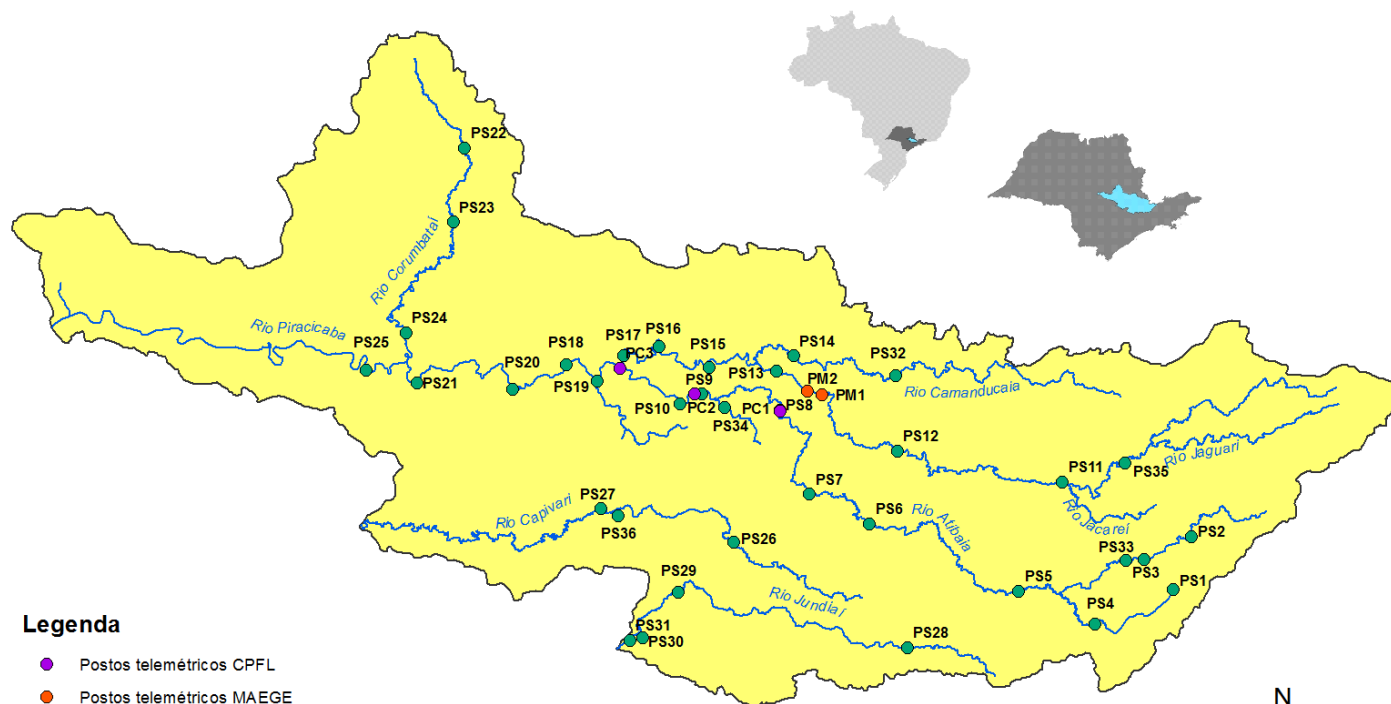 PS22
PS23
Rio Corumbataí
PS24
Rio Piracicaba
PS25
PS21
PS20
PS18
PS19
PS17
PC3
PS16
PS15
PS14
PS13
PS32
Rio Camanducaia
PM2
PM1
PS9
PS10
PC2
PS34
PC1
PS8
PS12
PS11
PS35
Rio Jaguari
Rio Jacareí
PS7
PS6
Rio Atibaia
PS27
Rio Capivari
PS36
PS26
PS2
PS33
PS3
PS1
PS5
PS4
PS29
Rio Jundiaí
PS31
PS30
PS28
Legenda
Postos telemétricos CPFL
Postos telemétricos MAEGE
N